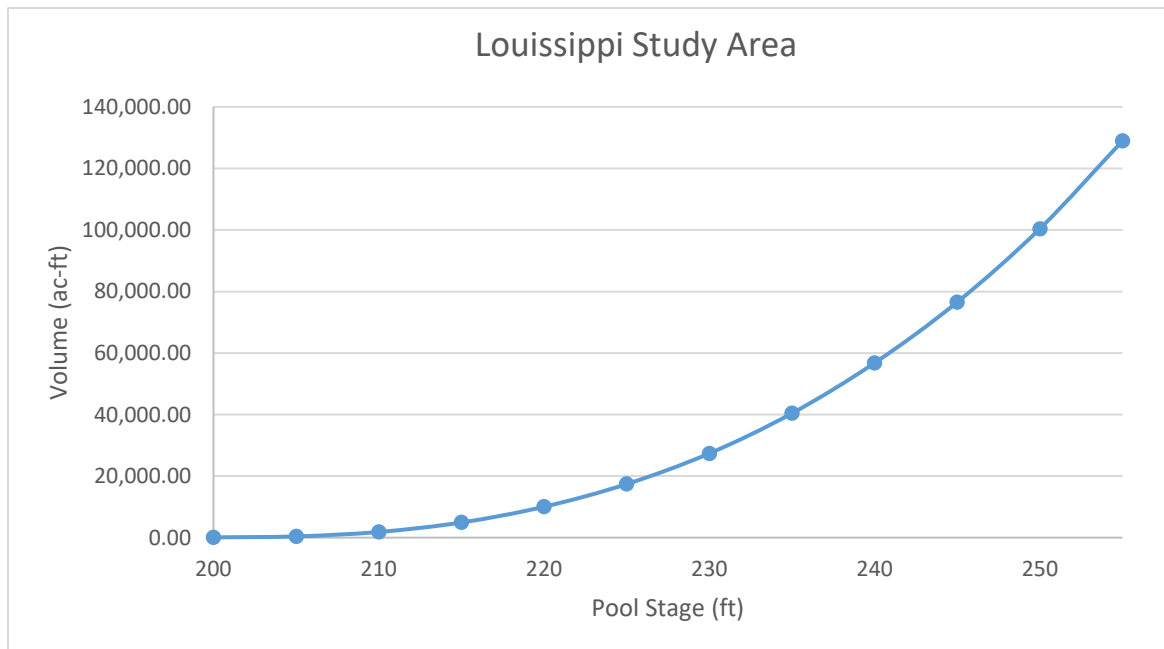 Louissippi Study Area
140,000.00
120,000.00
100,000.00
80,000.00
60,000.00
40,000.00
20,000.00
0.00
Volume (ac-ft)
200 210 220 230 240 250
Pool Stage (ft)